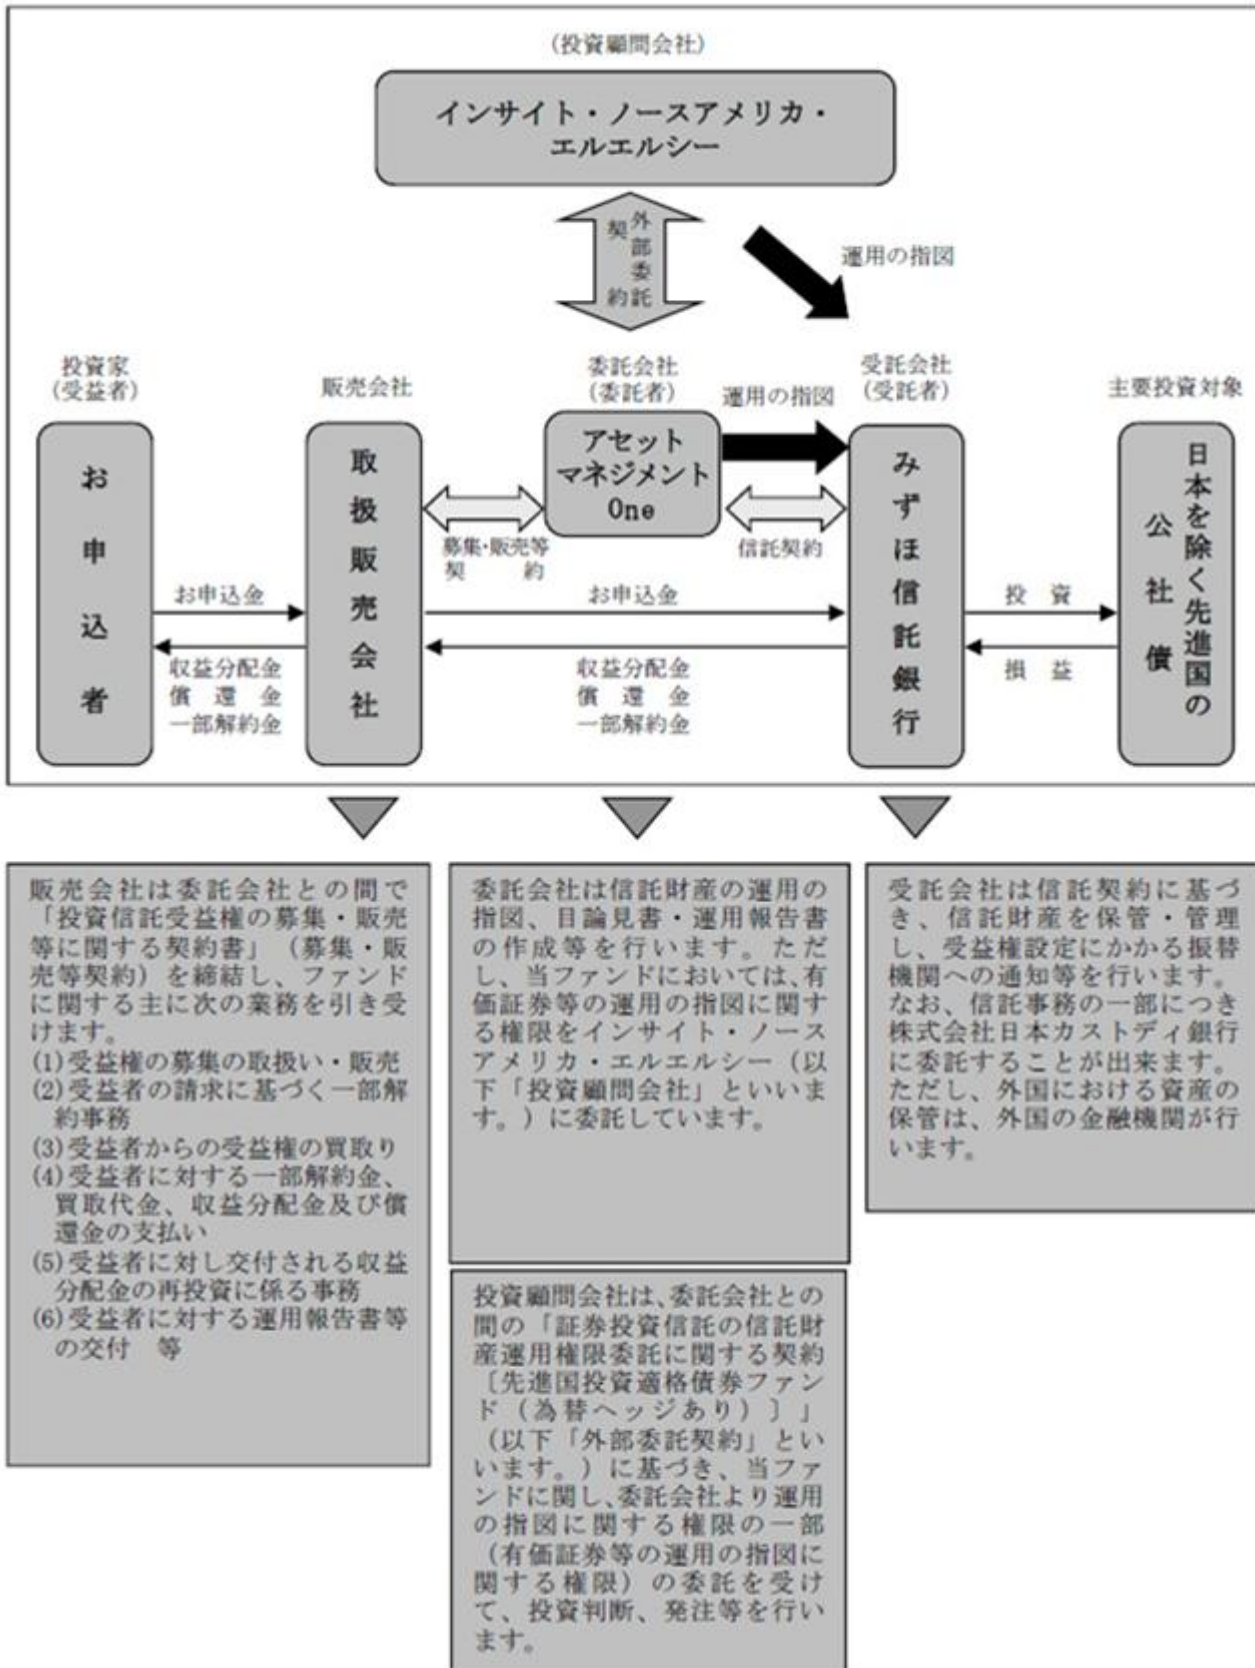 (投資顧問会社)
インサイト・ノースアメリカ・
エルエルシー
外部委託
契約
運用の指図
投資家
(受益者)
販売会社
委託会社
(委託者)
運用の指図
受託会社
(受託者)
主要投資対象
お申込者
取扱販売会社
アセット
マネジメント
One
みずほ信託銀行
日本を除く先進国の
公社債
募集・販売等
契約
信託契約
お申込金
お申込金
投資
収益分配金
償還金
一部解約金
収益分配金
償還金
一部解約金
損益
販売会社は委託会社との間で
「投資信託受益権の募集・販売
等に関する契約書」（募集・販
売等契約）を締結し、ファンド
に関する主に次の業務を引き受
けます。
(1)受益権の募集の取扱い・販売
(2)受益者の請求に基づく一部解
約事務
(3)受益者からの受益権の買取り
(4)受益者に対する一部解約金、
買取代金、収益分配金及び償
還金の支払い
(5)受益者に対し交付される収益
分配金の再投資に係る事務
(6)受益者に対する運用報告書等
の交付　等
委託会社は信託財産の運用の
指図、目論見書・運用報告書
の作成等を行います。ただ
し、当ファンドにおいては、有
価証券等の運用の指図に関す
る権限をインサイト・ノース
アメリカ・エルエルシー（以
下「投資顧問会社」といいま
す。）に委託しています。
投資顧問会社は、委託会社との
間の「証券投資信託の信託財
産運用権限委託に関する契約
〔先進国投資適格債券ファン
ド（為替ヘッジあり）〕」
（以下「外部委託契約」とい
います。）に基づき、当ファ
ンドに関し、委託会社より運用
の指図に関する権限の一部
（有価証券等の運用の指図に
関する権限）の委託を受け
て、投資判断、発注等を行い
ます。
受託会社は信託契約に基づ
き、信託財産を保管・管理
し、受益権設定にかかる振替
機関への通知等を行います。
なお、信託事務の一部につき
株式会社日本カストディ銀行
に委託することが出来ます。
ただし、外国における資産の
保管は、外国の金融機関が行
います。